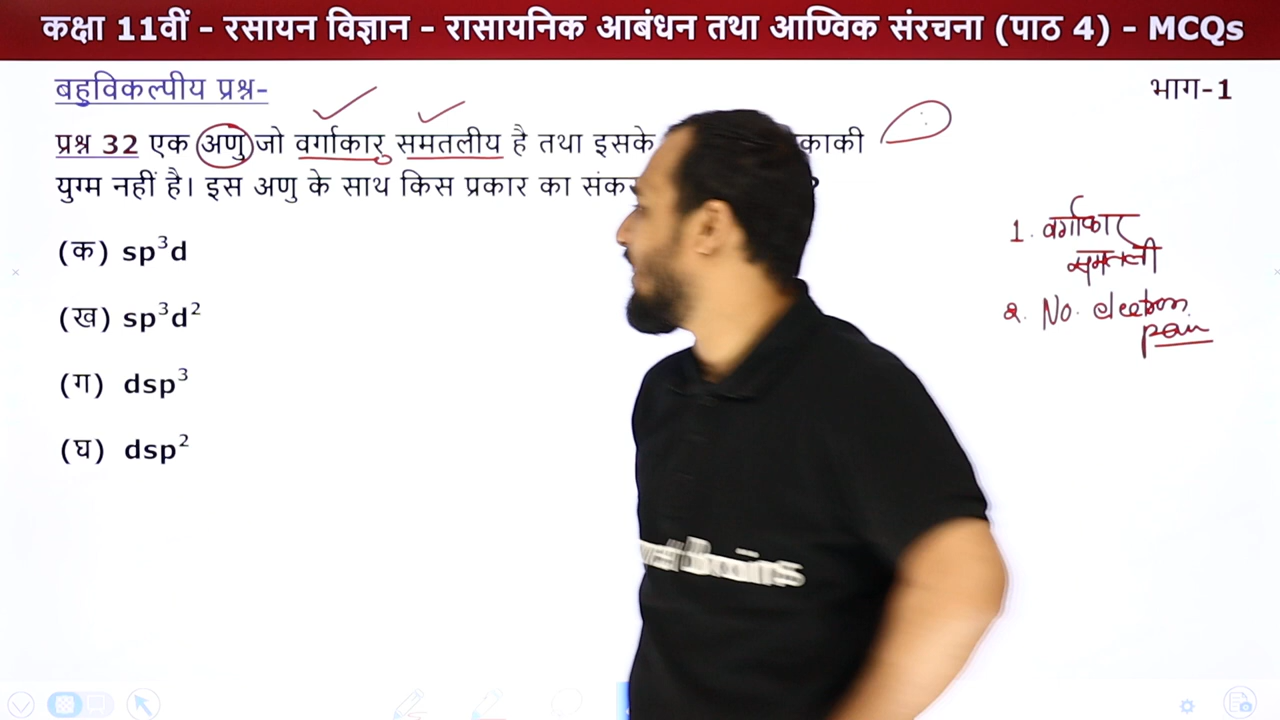 कक्षा 11वीं - रसायन विज्ञान - रासायनिक आबंधन तथा आण्विक संरचना (पाठ 4) - MCQs
बहुविकल्पीय प्रश्न-
भाग-1
प्रश्न 32 एक अणु जो वर्गाकार समतलीय है तथा इसके
युग्म नहीं है। इस अणु के साथ किस प्रकार का
(क) sp³d
(ख) sp³d²
(ग) dsp³
(घ) dsp²
1. वर्गाकार
समतली
2. No. electron
pair